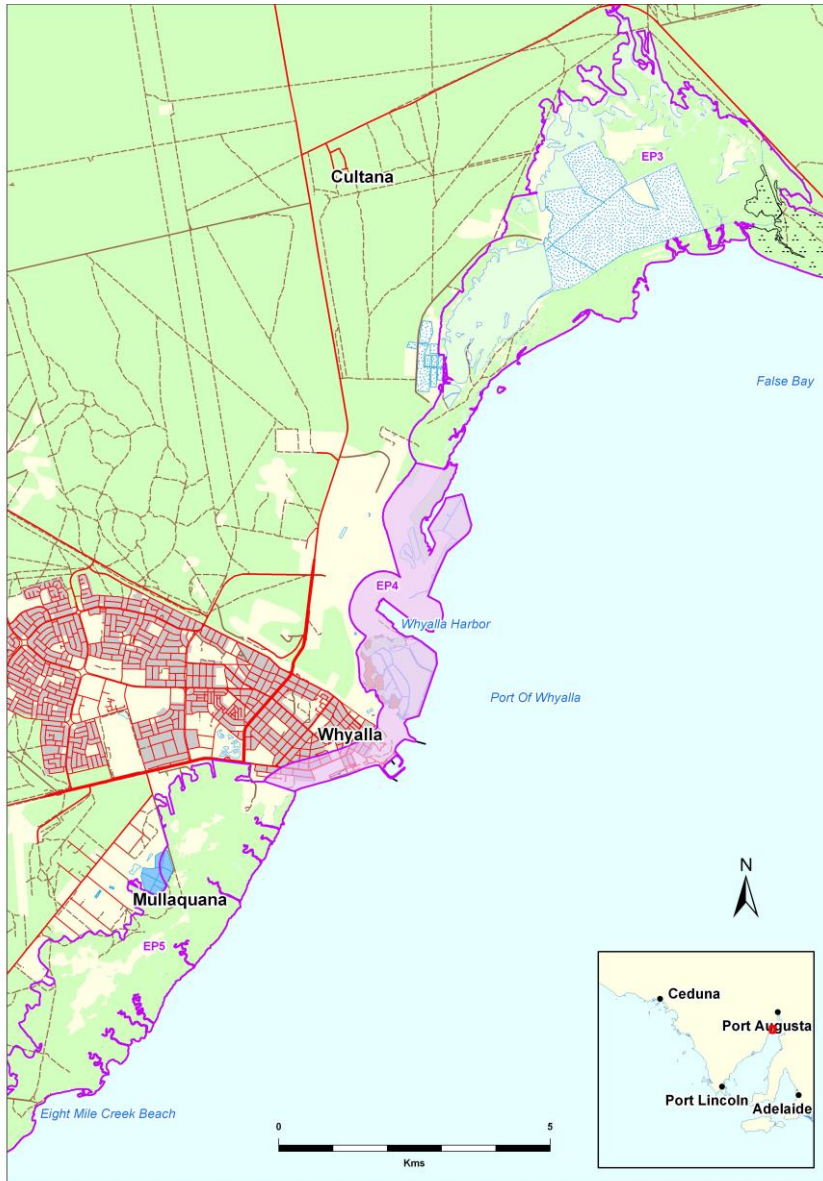 EP3
Cultana
False Bay
EP4
Whyalla Harbor
Port Of Whyalla
Whyalla
N
Mullaquana
EP5
Ceduna
Port Augusta
Port Lincoln
Adelaide
Eight Mile Creek Beach
0
5
Kms